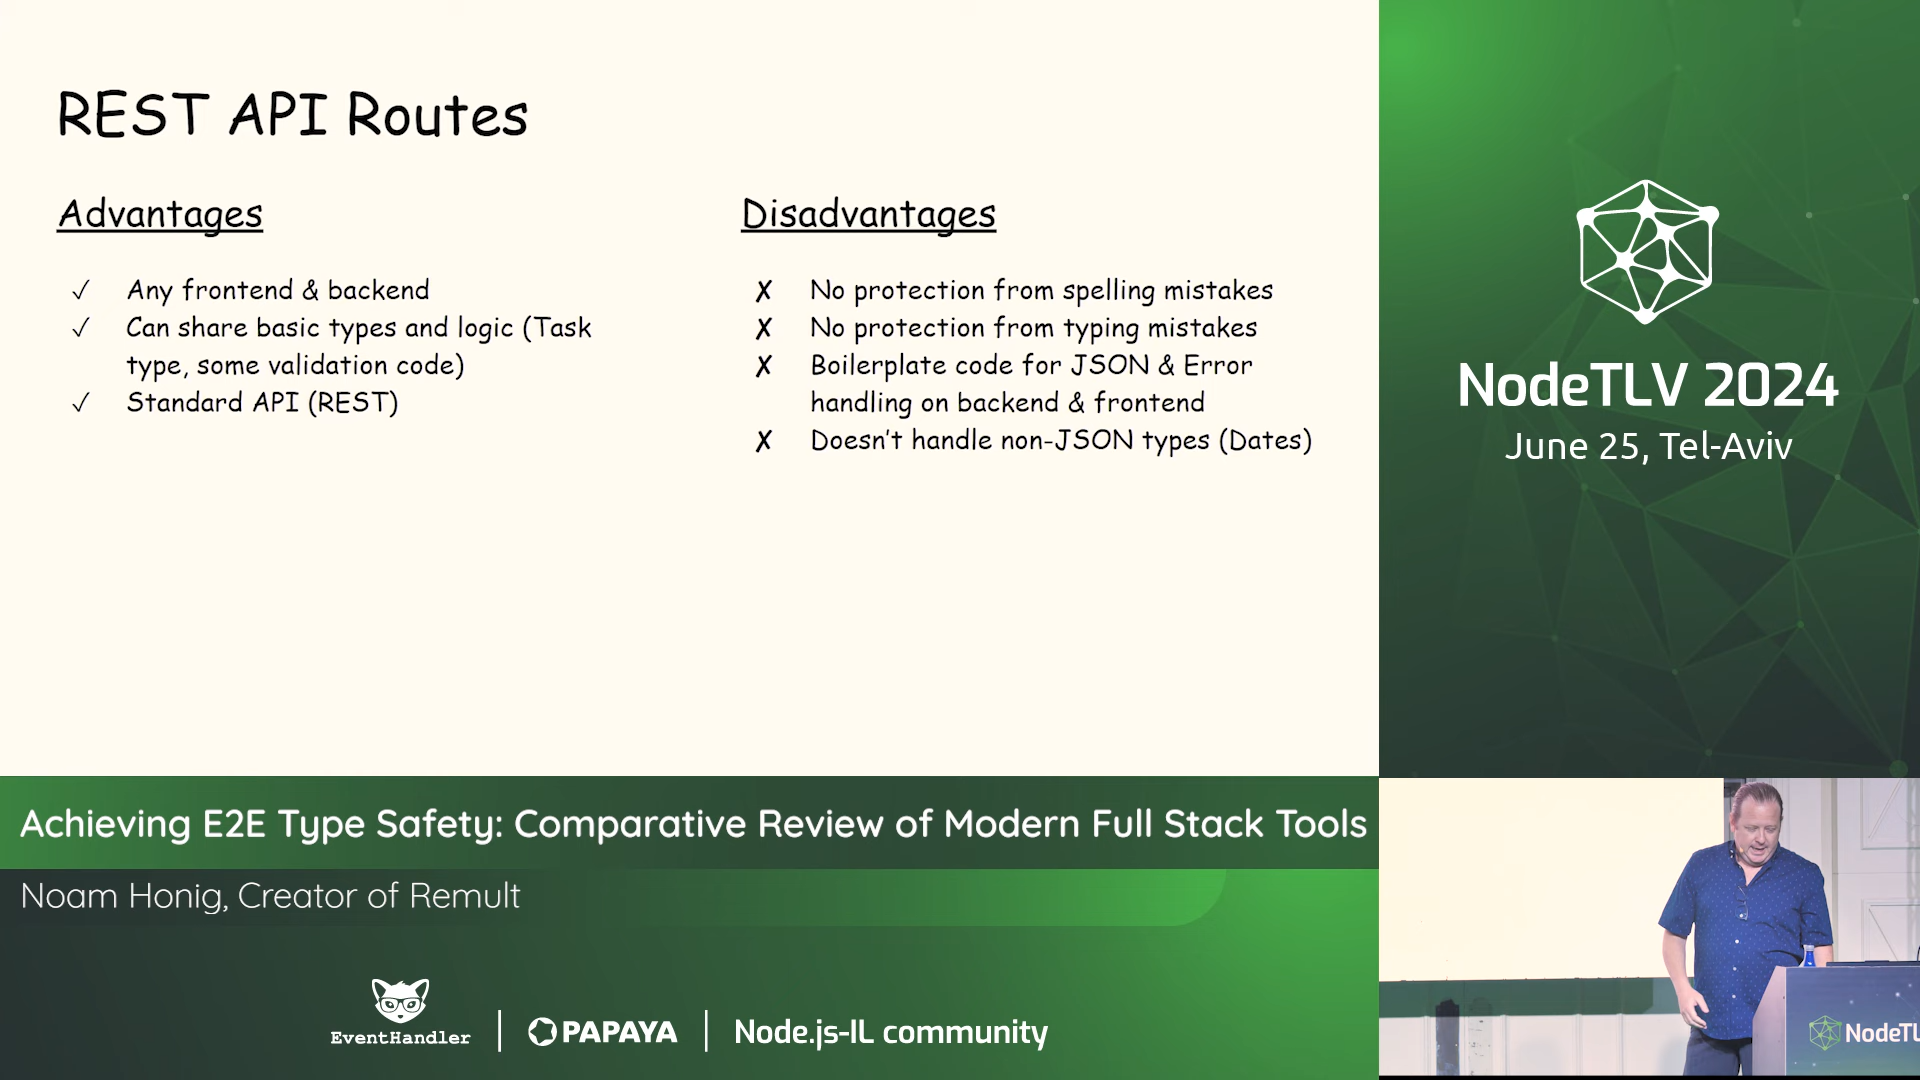 REST API Routes
Advantages
✓ Any frontend & backend
✓ Can share basic types and logic (Task
type, some validation code)
✓ Standard API (REST)
Disadvantages
✗ No protection from spelling mistakes
✗ No protection from typing mistakes
✗ Boilerplate code for JSON & Error
handling on backend & frontend
✗ Doesn't handle non-JSON types (Dates)
NodeTLV 2024
June 25, Tel-Aviv
Achieving E2E Type Safety: Comparative Review of Modern Full Stack Tools
Noam Honig, Creator of Remult
EventHandler
PAPAYA
Node.js-IL community
NodeTL